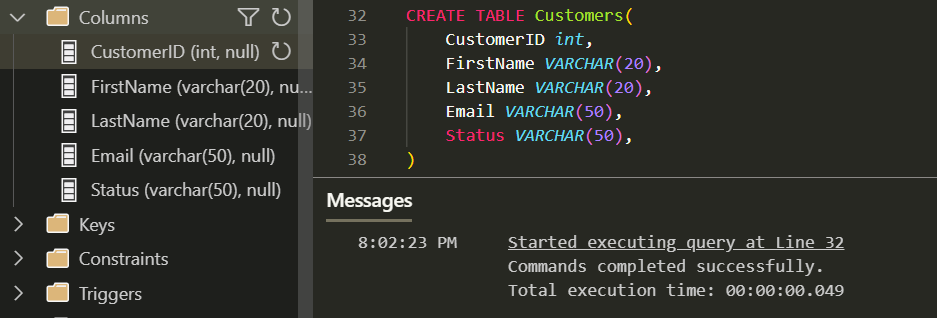 Columns
CustomerID (int, null)
FirstName (varchar(20), nu...
LastName (varchar(20), null)
Email (varchar(50), null)
Status (varchar(50), null)
Keys
Constraints
Triggers
32 CREATE TABLE Customers(
33 CustomerID int,
34 FirstName VARCHAR(20),
35 LastName VARCHAR(20),
36 Email VARCHAR(50),
37 Status VARCHAR(50),
38 )
Messages
8:02:23 PM Started executing query at Line 32
Commands completed successfully.
Total execution time: 00:00:00.049